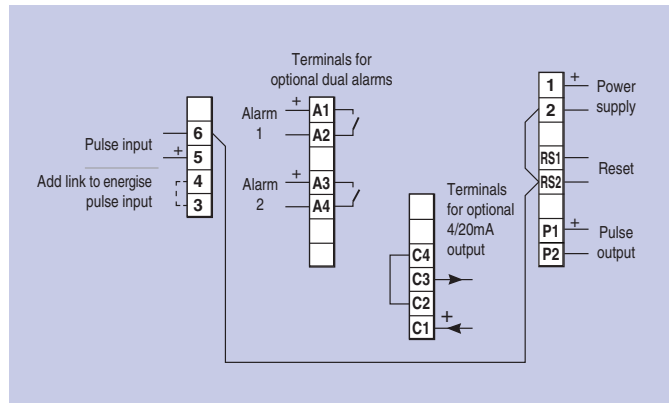 Terminals for
optional dual alarms
Pulse input
+
6
5
4
3
Add link to energise
pulse input
Alarm
1
+
A1
A2
Alarm
2
+
A3
A4
Terminals
for optional
4/20mA
output
C4
C3
C2
C1
+
1
2
RS1
RS2
P1
P2
+
Power
supply
Reset
+
Pulse
output